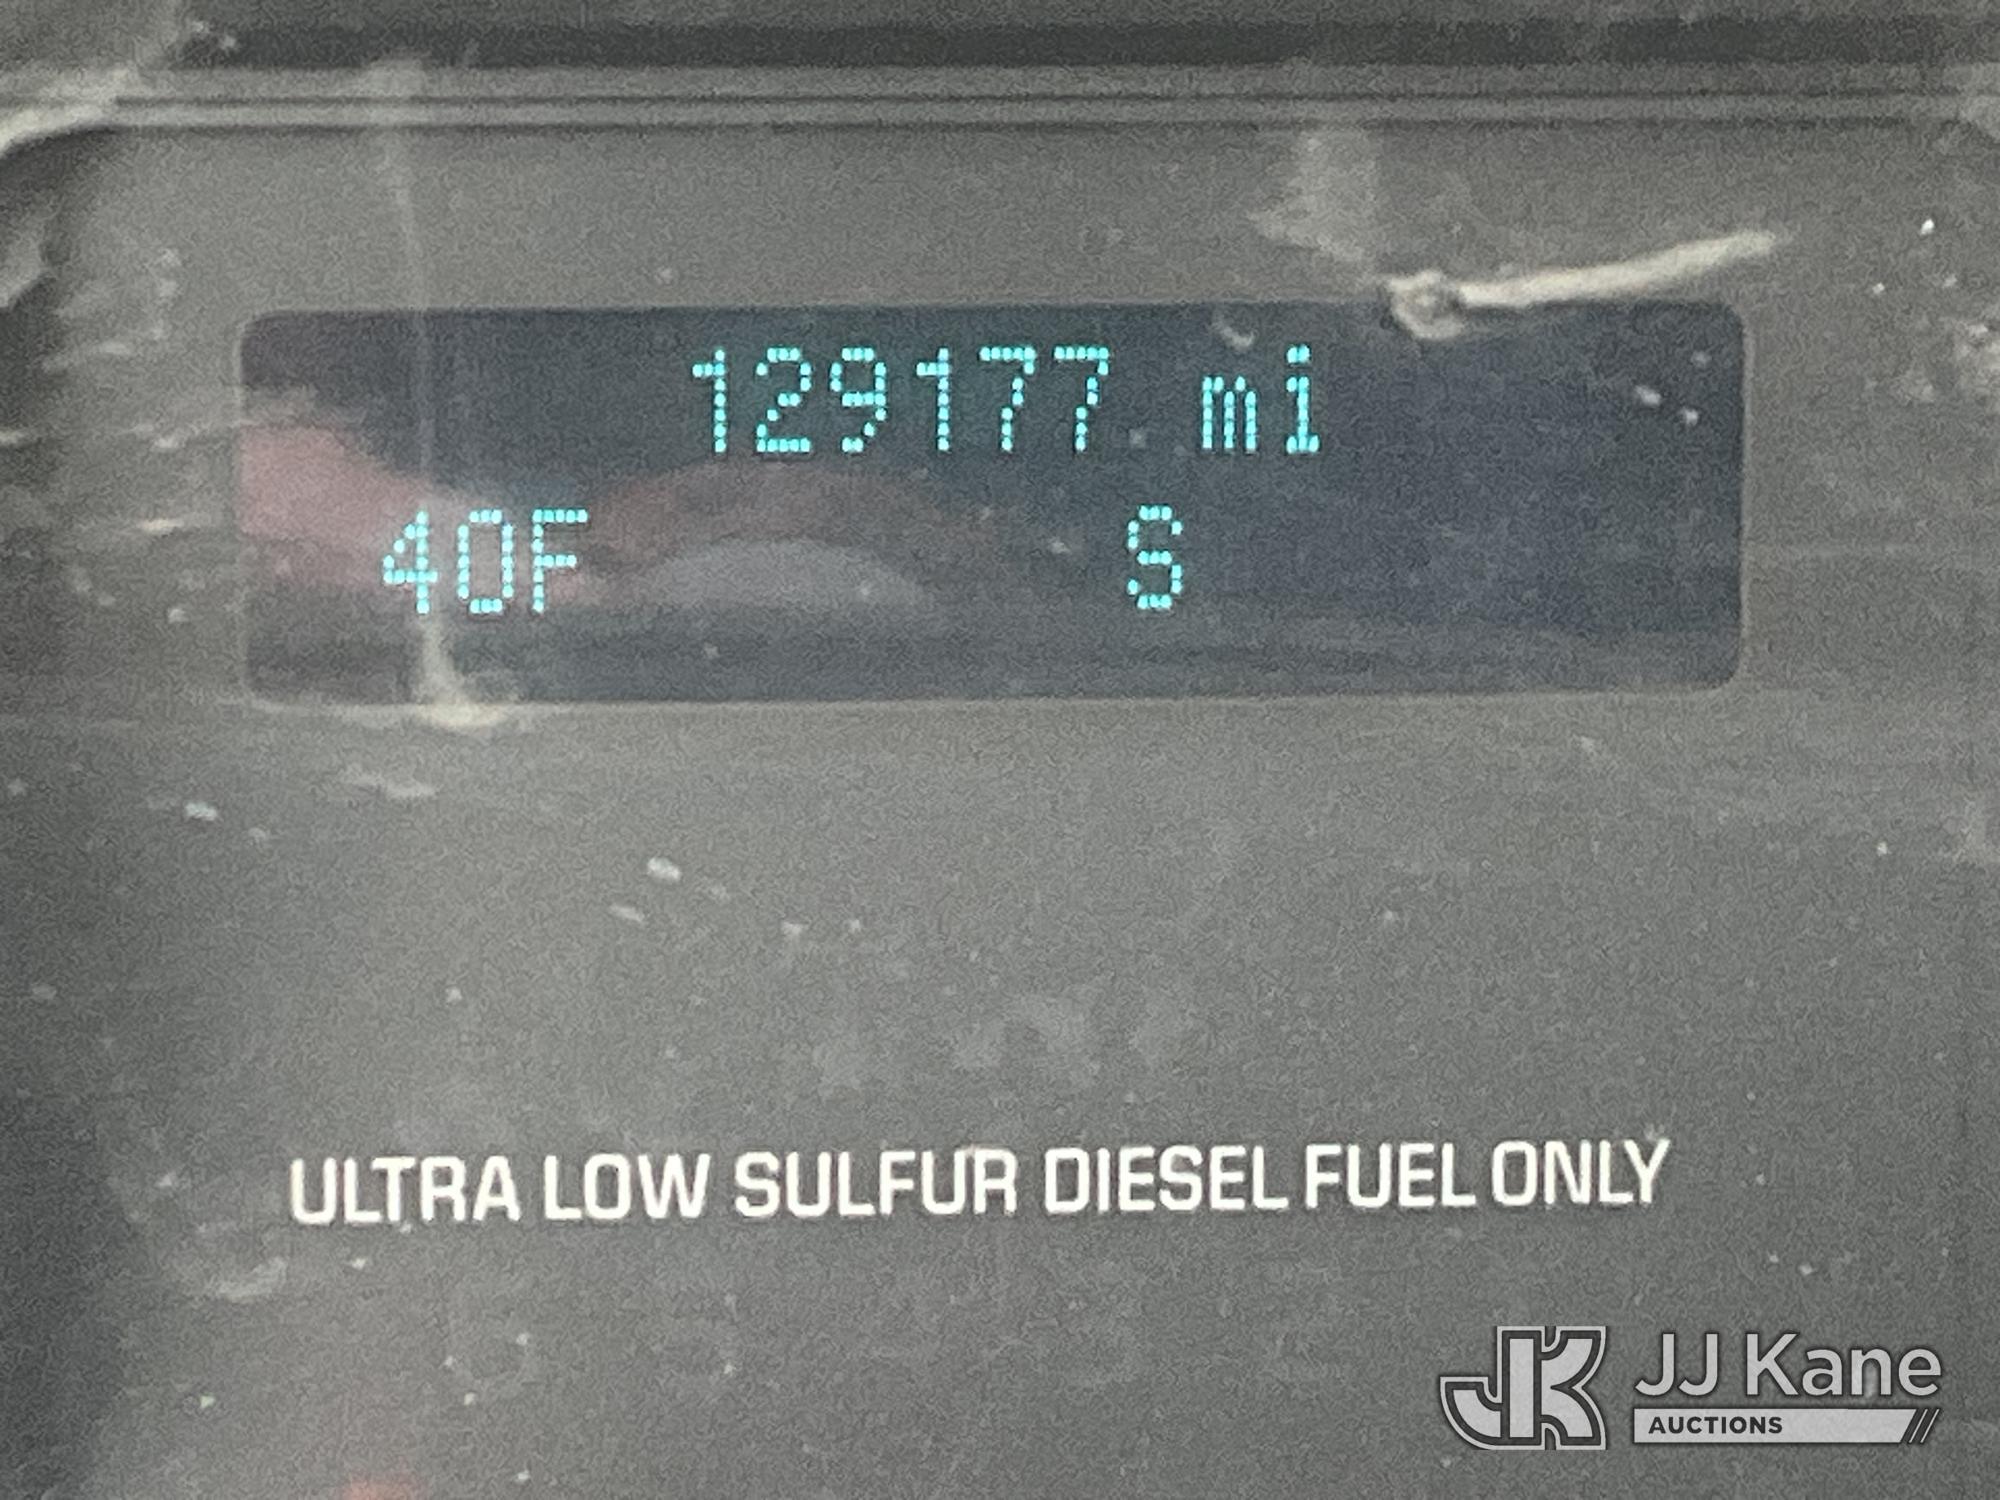 129177 mi
40F S
ULTRA LOW SULFUR DIESEL FUEL ONLY
JK JJ Kane
AUCTIONS